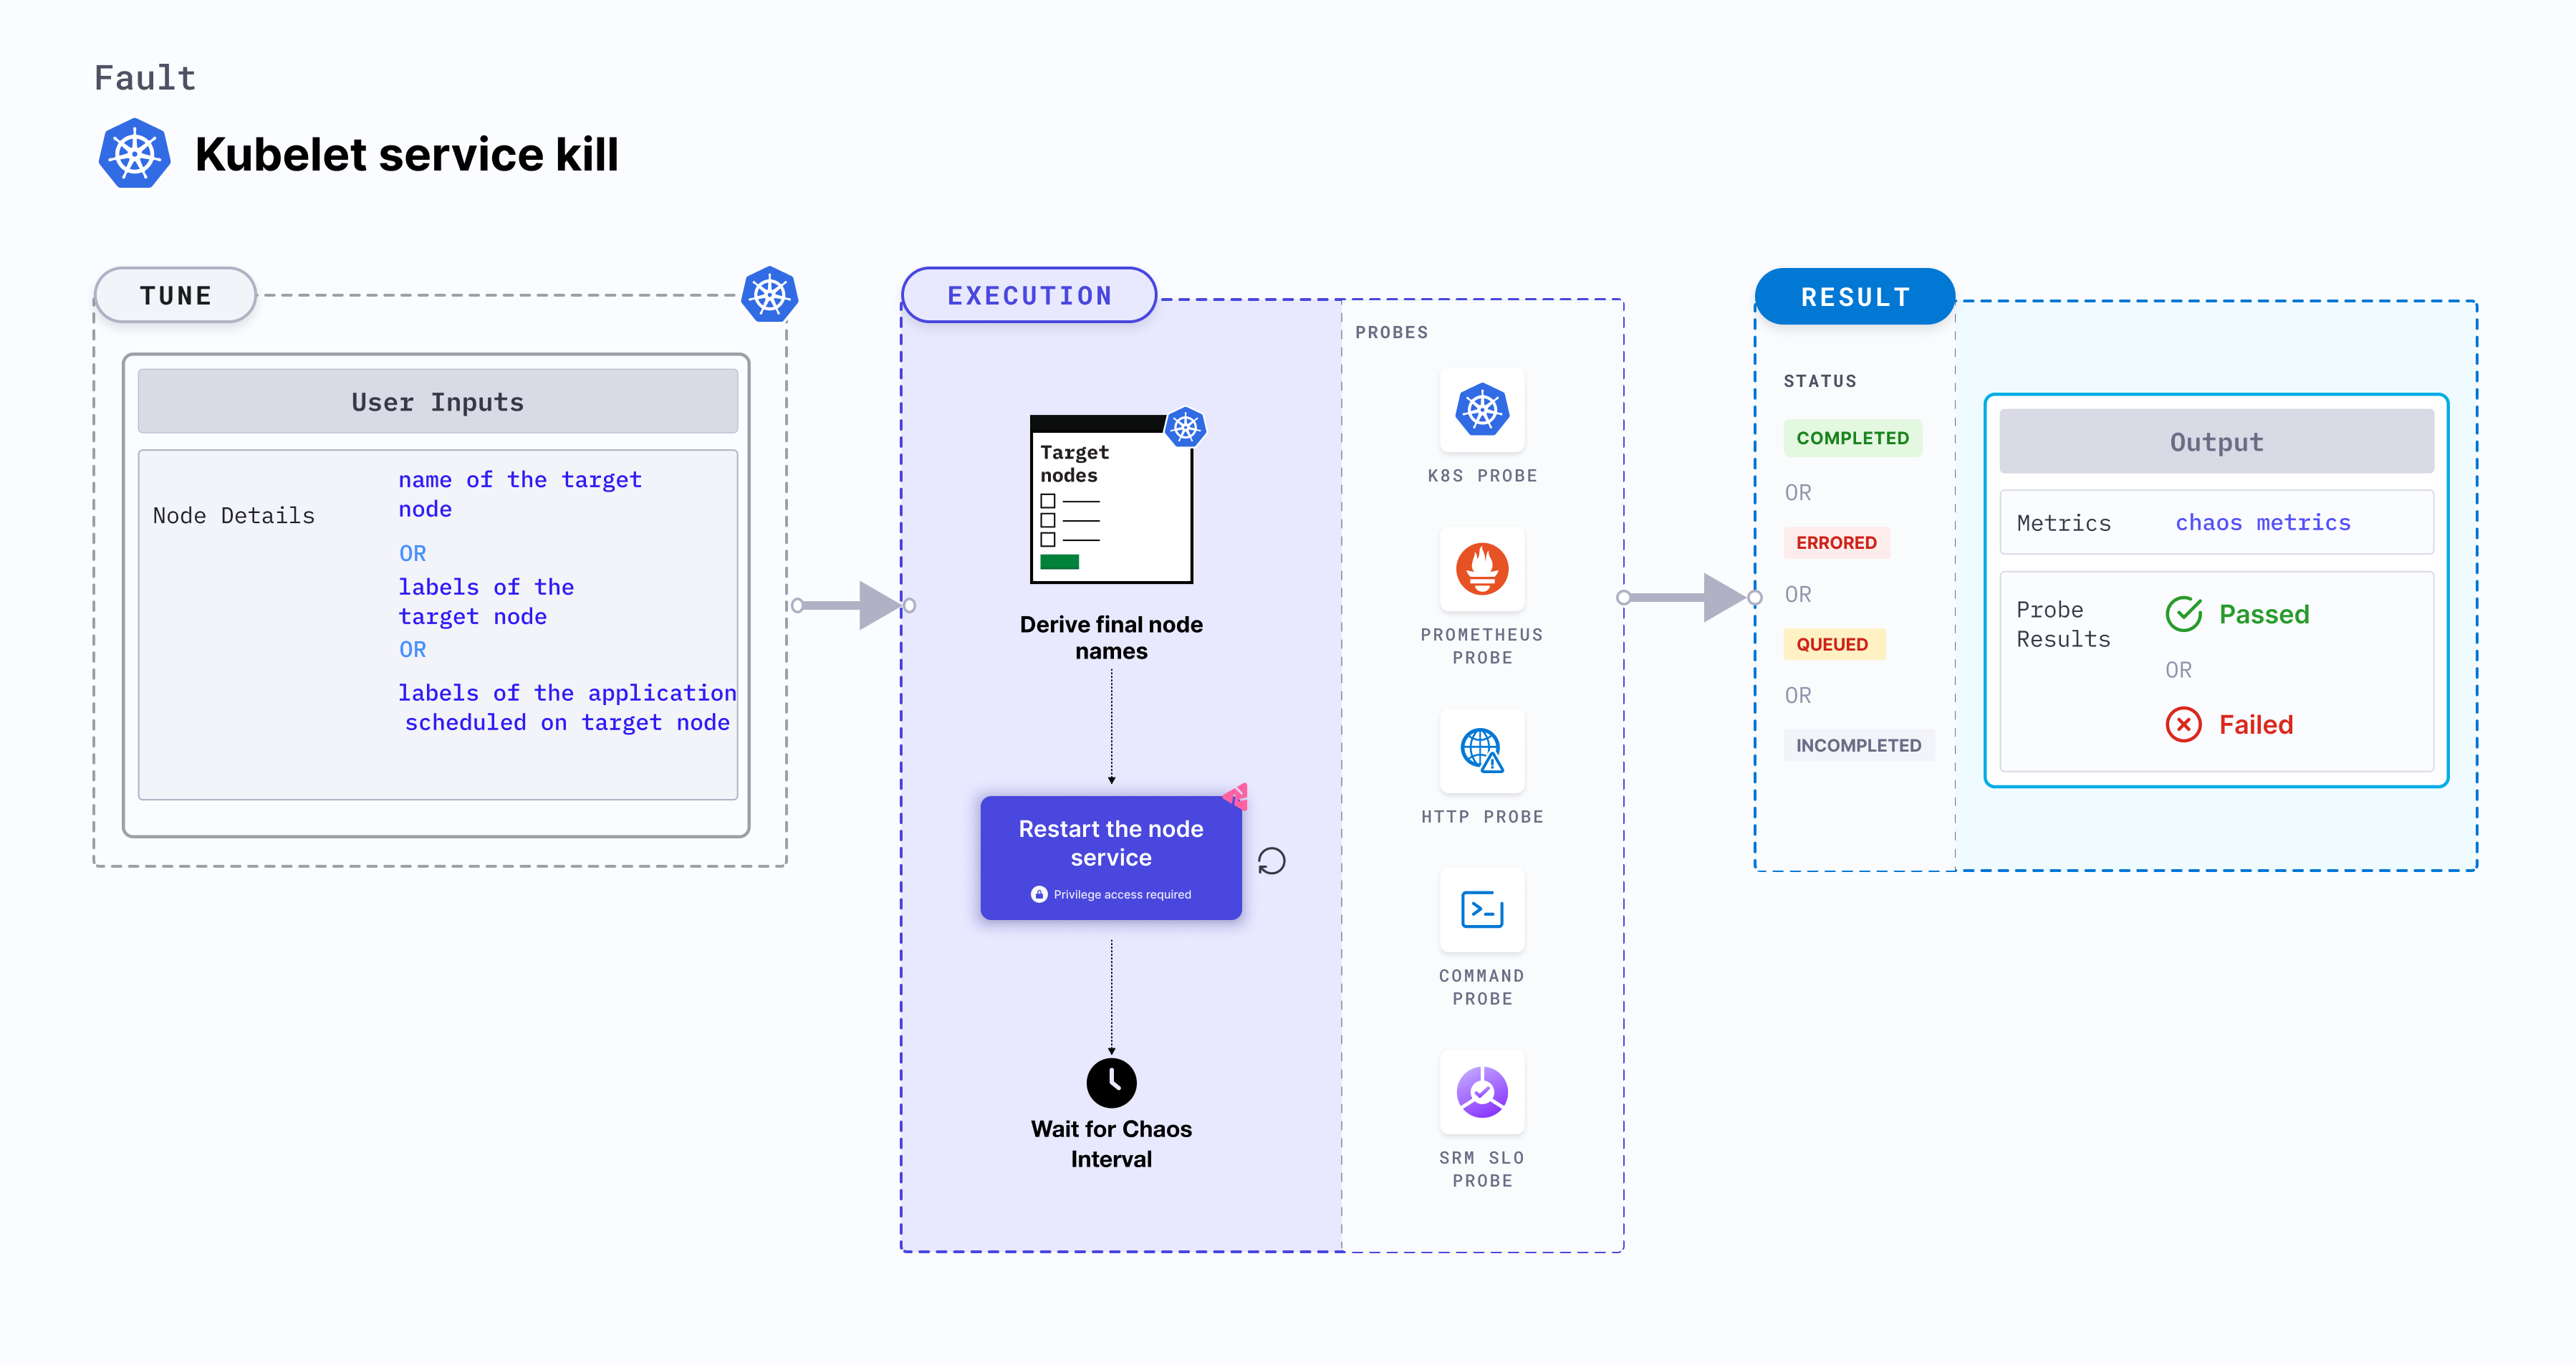 Fault
Kubelet service kill
TUNE
User Inputs
Node Details
name of the target
node
OR
labels of the
target node
OR
labels of the application
scheduled on target node
EXECUTION
Target
nodes
Derive final node
names
Restart the node
service
Privilege access required
Wait for Chaos
Interval
PROBES
K8S PROBE
PROMETHEUS
PROBE
HTTP PROBE
COMMAND
PROBE
SRM SLO
PROBE
RESULT
STATUS
COMPLETED
OR
ERRORED
OR
QUEUED
OR
INCOMPLETED
Output
Metrics
chaos metrics
Probe
Results
Passed
OR
Failed